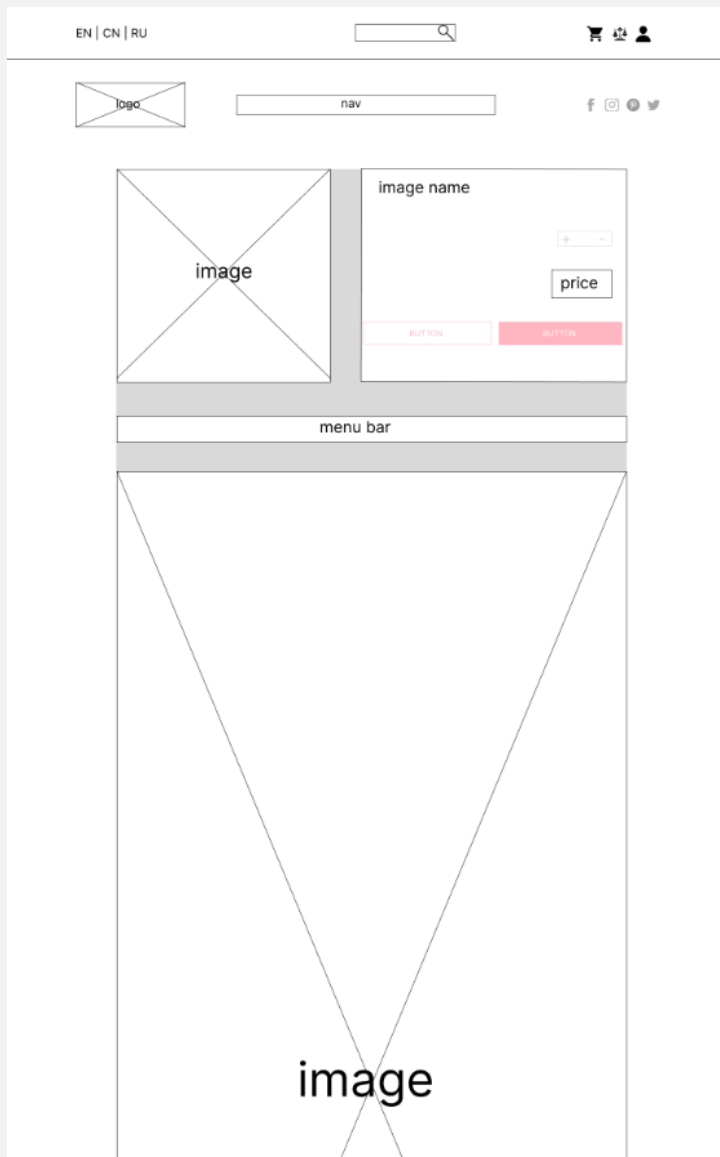 EN | CN | RU
logo
nav
image name
image
price
BUTTON
BUTTON
menu bar
image